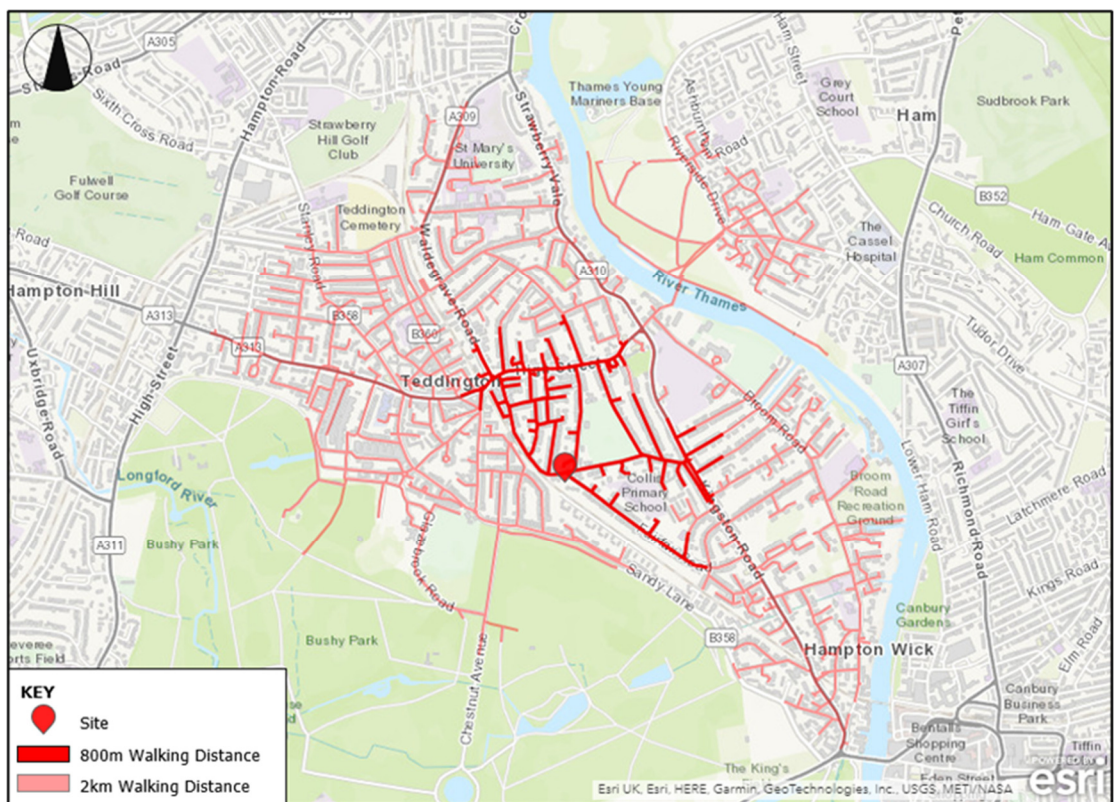 A305
Hampton-Road
Sixth Cross Road
Strawberry
Hill Golf
Club
A309
St Mary's
University
Strawberry-Vale
Thames Young
Mariners Base
Ham Street
Grey
Court
School
Ham
Sudbrook Park
Fulwell
Golf Course
Teddington
Cemetery
Stanley Road
Waldegrave-Road
Riverside-Drive
Road
B352
Church Road
Ham Gate A
Ham Common
The
Cassel
Hospital
A310
River Thames
Hampton-Hill
A313
A313
B358
B360
High-Street
Uxbridge-Road
Teddington
Broom-Road
A307
Tudor Drive
The
Tiffin
Girl's
School
Latchmere Road
Lower Ham Road
Richmond-Road
Longford River
A311
Bushy Park
Collis
Primary
School
Kingston-Road
Broom
Road
Recreation
Ground
Kings Road
Sandy Lane
Canbury
Gardens
Elm Road
Bushy Park
B358
Hampton Wick
Chestnut Avenue
Canbury
Business
Park
Bentalls
Shopping
Centre
Tiffin
Eden Street
The King's
KEY
Site
800m Walking Distance
2km Walking Distance
POWERED BY
esri
Esri UK, Esri, HERE, Garmin, GeoTechnologies, Inc., USGS, METI/NASA